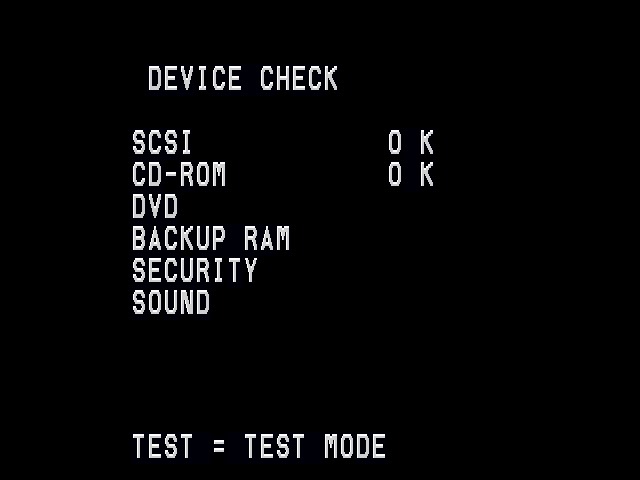 DEVICE CHECK
SCSI O K
CD-ROM O K
DVD
BACKUP RAM
SECURITY
SOUND
TEST = TEST MODE